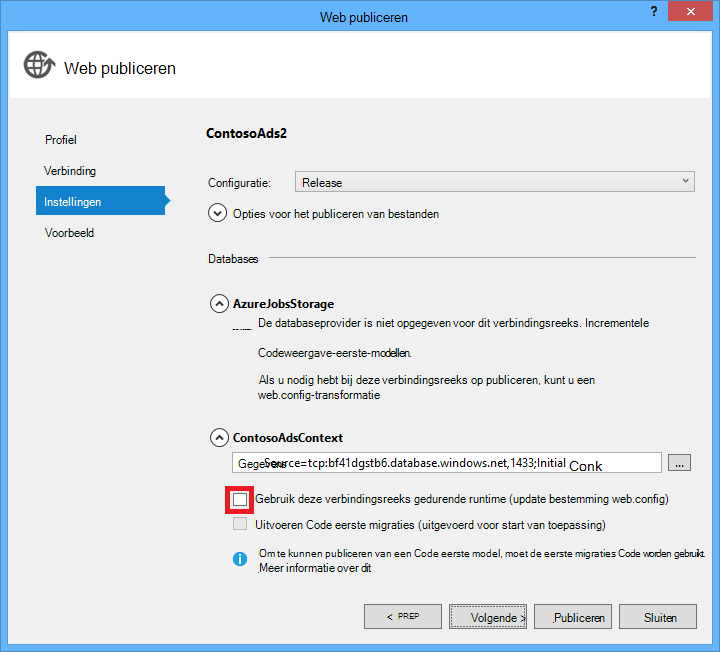 Web publiceren
?
Web publiceren
Profiel
Verbinding
Instellingen
Voorbeeld
ContosoAds2
Configuratie: Release
Opties voor het publiceren van bestanden
Databases
AzureJobsStorage
De databaseprovider is niet opgegeven voor dit verbindingsreeks. Incrementele
Codeweergave-eerste-modellen.
Als u nodig hebt bij deze verbindingsreeks op publiceren, kunt u een
web.config-transformatie
ContosoAdsContext
Gegevens Source=tcp:bf41dgstb6.database.windows.net,1433;Initial Conk
...
Gebruik deze verbindingsreeks gedurende runtime (update bestemming web.config)
Uitvoeren Code eerste migraties (uitgevoerd voor start van toepassing)
Om te kunnen publiceren van een Code eerste model, moet de eerste migraties Code worden gebruikt.
Meer informatie over dit
< PREP
Volgende >
Publiceren
Sluiten